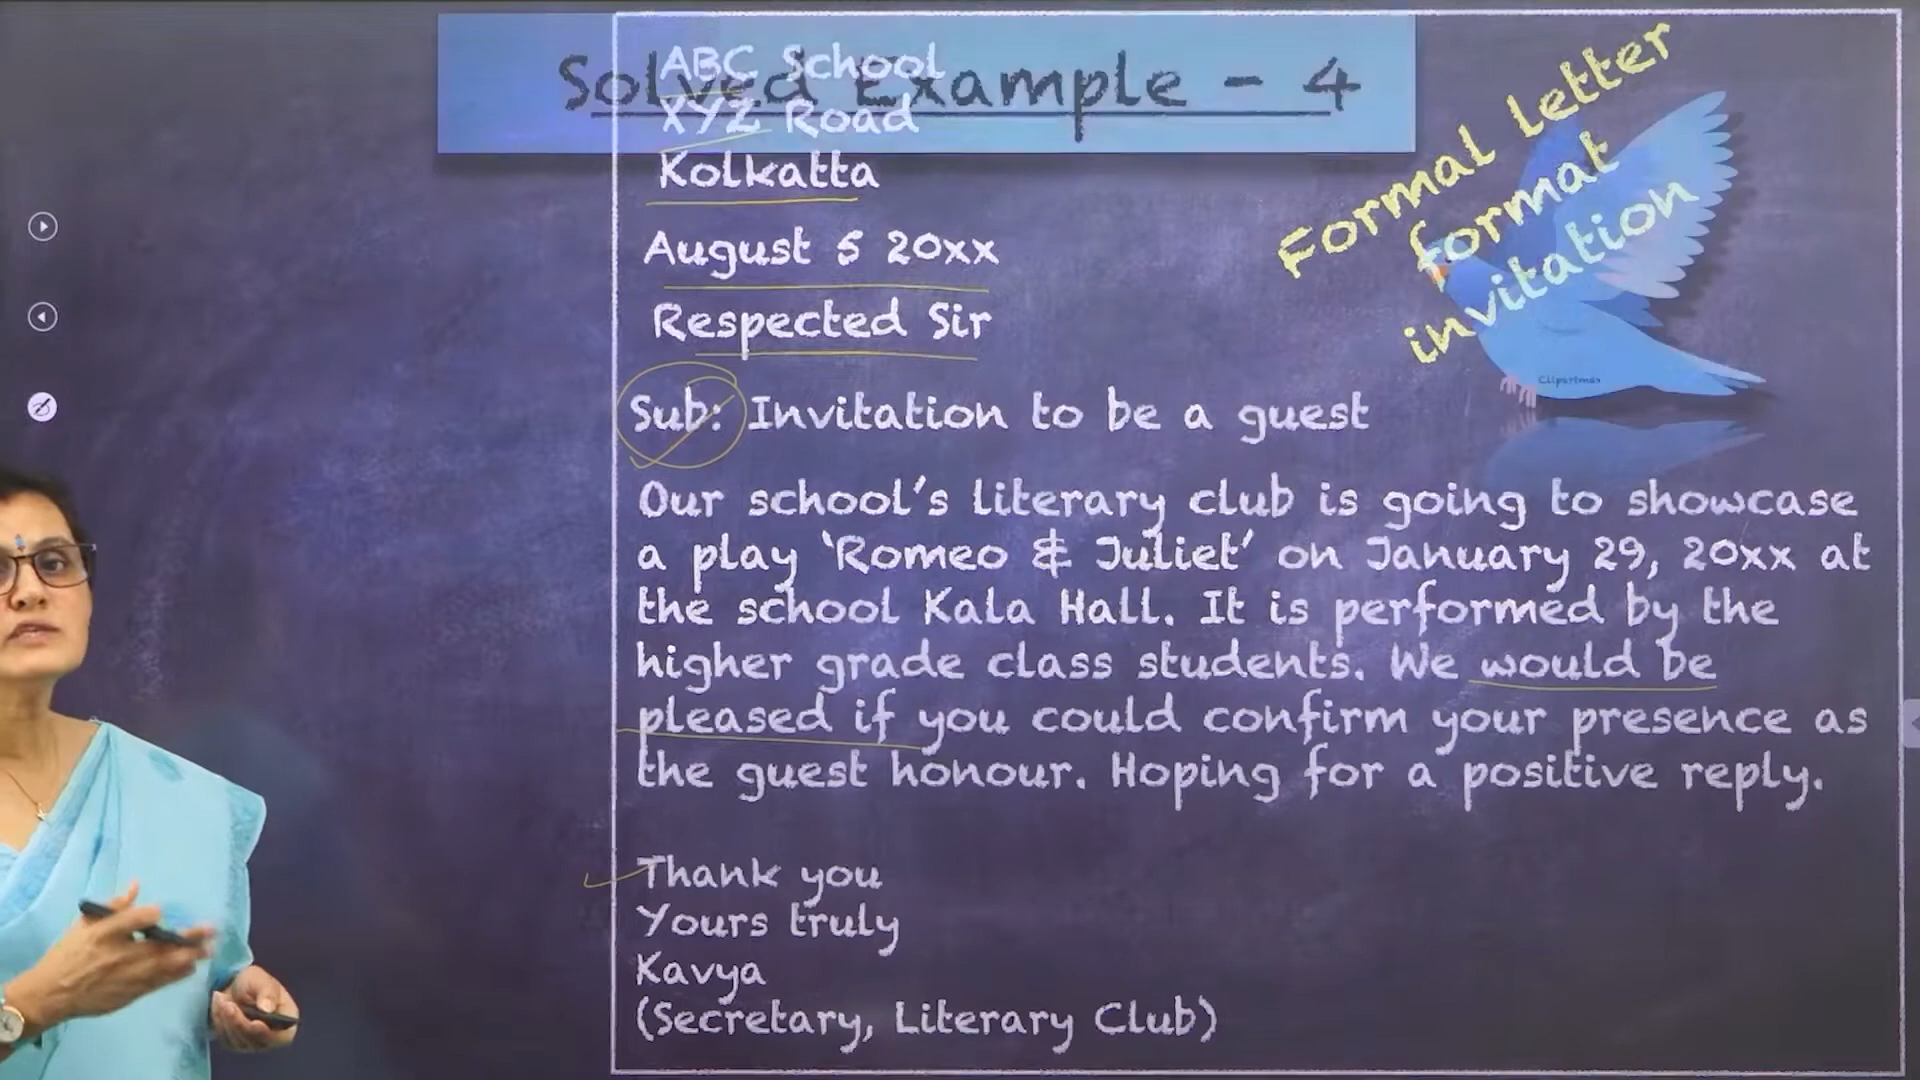 Solved Example - 4
ABC School
XYZ Road
Kolkatta
August 5 20xx
Respected Sir
Sub: Invitation to be a guest
Our school's literary club is going to showcase
a play 'Romeo & Juliet' on January 29, 20xx at
the school Kala Hall. It is performed by the
higher grade class students. We would be
pleased if you could confirm your presence as
the guest honour. Hoping for a positive reply.
Thank you
Yours truly
Kavya
(Secretary, Literary Club)
Formal Letter
format
invitation
Clipartmax